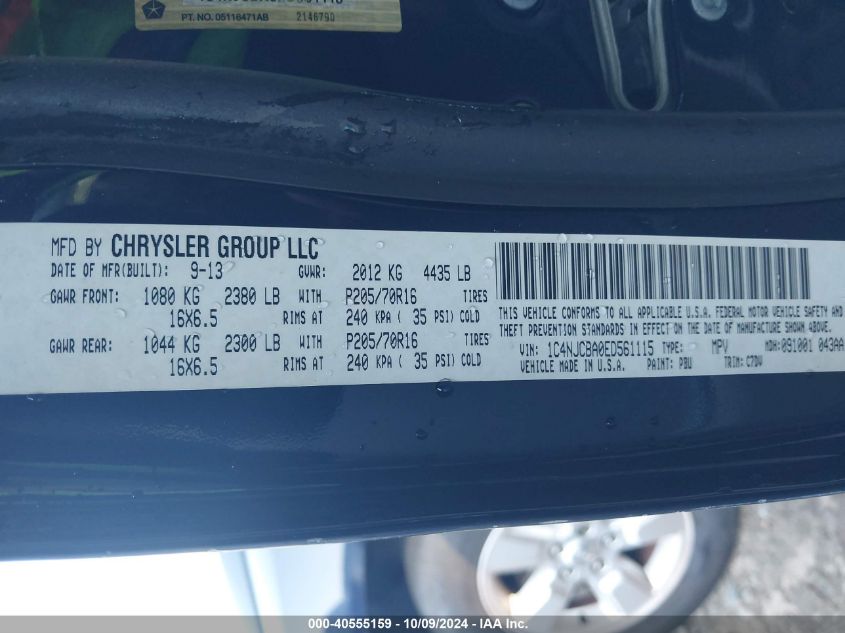 PT. NO. 05116471AB 2146790
MFD BY CHRYSLER GROUP LLC
DATE OF MFR(BUILT): 9-13 GVWR: 2012 KG 4435 LB
GAWR FRONT: 1080 KG 2380 LB WITH P205/70R16 TIRES
16X6.5 RIMS AT 240 KPA ( 35 PSI) COLD
GAWR REAR: 1044 KG 2300 LB WITH P205/70R16 TIRES
16X6.5 RIMS AT 240 KPA ( 35 PSI) COLD
THIS VEHICLE CONFORMS TO ALL APPLICABLE U.S.A. FEDERAL MOTOR VEHICLE SAFETY AND
THEFT PREVENTION STANDARDS IN EFFECT ON THE DATE OF MANUFACTURE SHOWN ABOVE.
VIN: 1C4NJCBA0ED561115 TYPE: MPV MDH:091001 043AA
VEHICLE MADE IN U.S.A. PAINT: PBU TRIM: C7DV
000-40555159 - 10/09/2024 - IAA Inc.